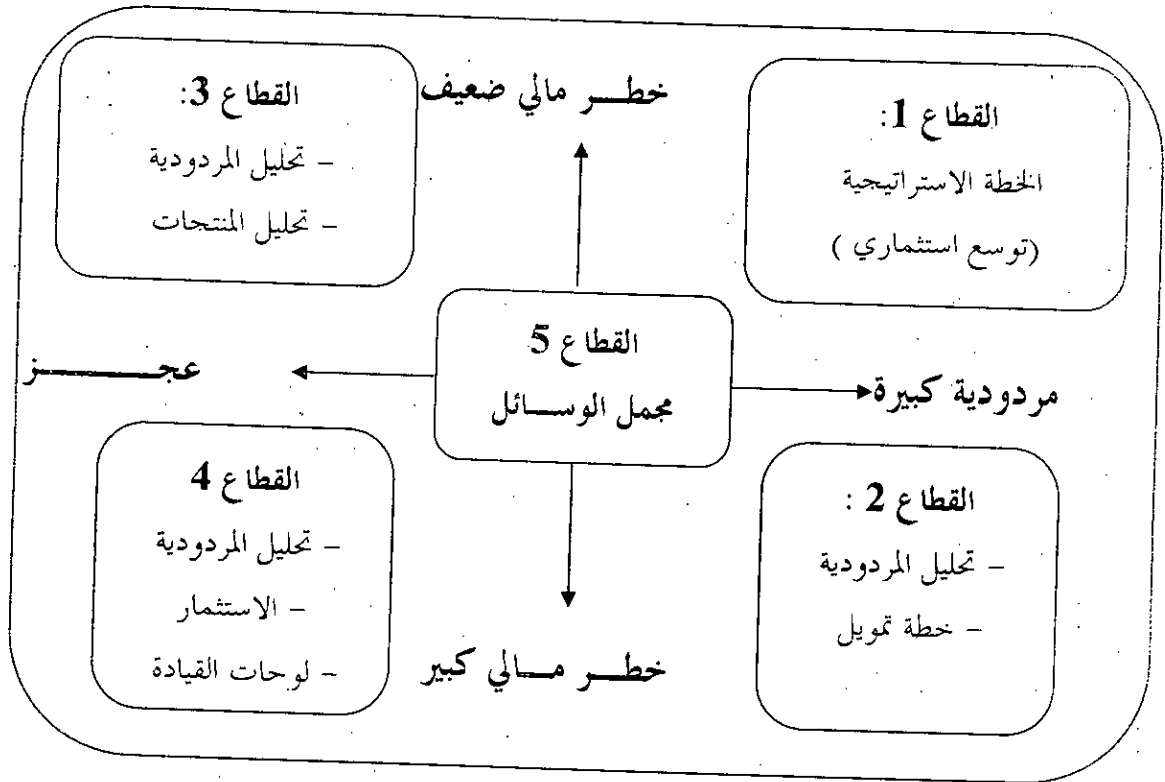 خطر مالي ضعيف
القطاع 1:
الخطة الاستراتيجية
(توسع استثماري )
القطاع 3:
– تحليل المردودية
– تحليل المنتجات
مردودية كبيرة
القطاع 5
مجمل الوسائل
عجز
القطاع 2 :
– تحليل المردودية
– خطة تمويل
القطاع 4
– تحليل المردودية
– الاستثمار
– لوحات القيادة
خطر مالي كبير